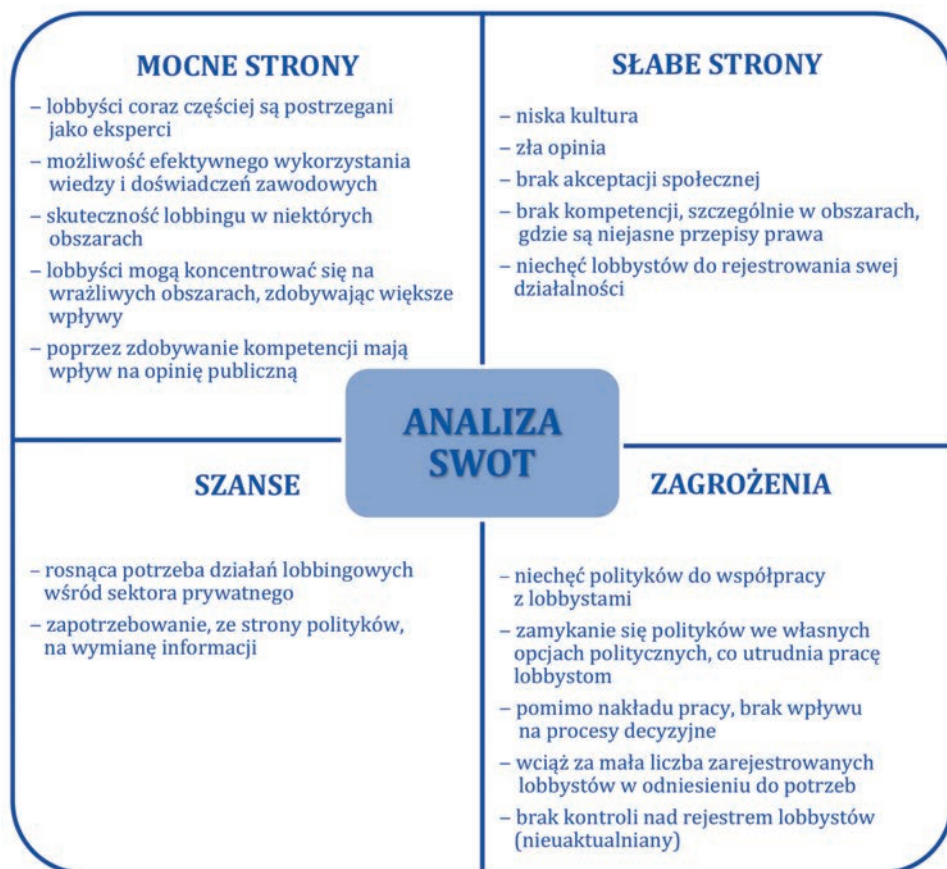 MOCNE STRONY
– lobbyści coraz częściej są postrzegani
jako eksperci
– możliwość efektywnego wykorzystania
wiedzy i doświadczeń zawodowych
– skuteczność lobbingu w niektórych
obszarach
– lobbyści mogą koncentrować się na
wrażliwych obszarach, zdobywając większe
wpływy
– poprzez zdobywanie kompetencji mają
wpływ na opinię publiczną
SŁABE STRONY
– niska kultura
– zła opinia
– brak akceptacji społecznej
– brak kompetencji, szczególnie w obszarach,
gdzie są niejasne przepisy prawa
– niechęć lobbystów do rejestrowania swej
działalności
ANALIZA
SWOT
SZANSE
– rosnąca potrzeba działań lobbingowych
wśród sektora prywatnego
– zapotrzebowanie, ze strony polityków,
na wymianę informacji
ZAGROŻENIA
– niechęć polityków do współpracy
z lobbystami
– zamykanie się polityków we własnych
opcjach politycznych, co utrudnia pracę
lobbystom
– pomimo nakładu pracy, brak wpływu
na procesy decyzyjne
– wciąż za mała liczba zarejestrowanych
lobbystów w odniesieniu do potrzeb
– brak kontroli nad rejestrem lobbystów
(nieuaktualniany)